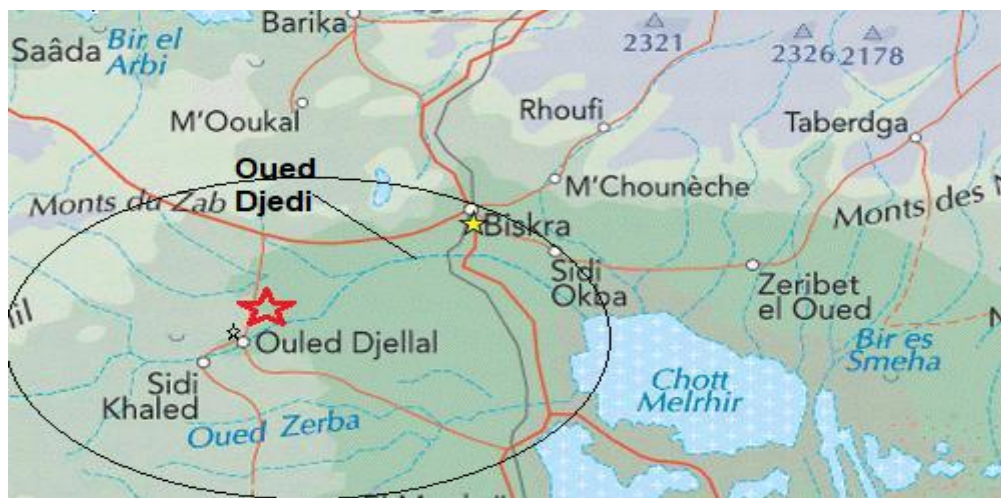 Barika
Saâda
Bir el
Arbi
2321
2326 2178
M'Ooukal
Rhoufi
Taberdga
Oued
Djedi
M'Chounèche
Monts du Zab
Monts des
Biskra
Sidi
Okba
Zeribet
el Oued
Ouled Djellal
Bir es
Smeha
Sidi
Khaled
Chott
Melrhir
Oued Zerba